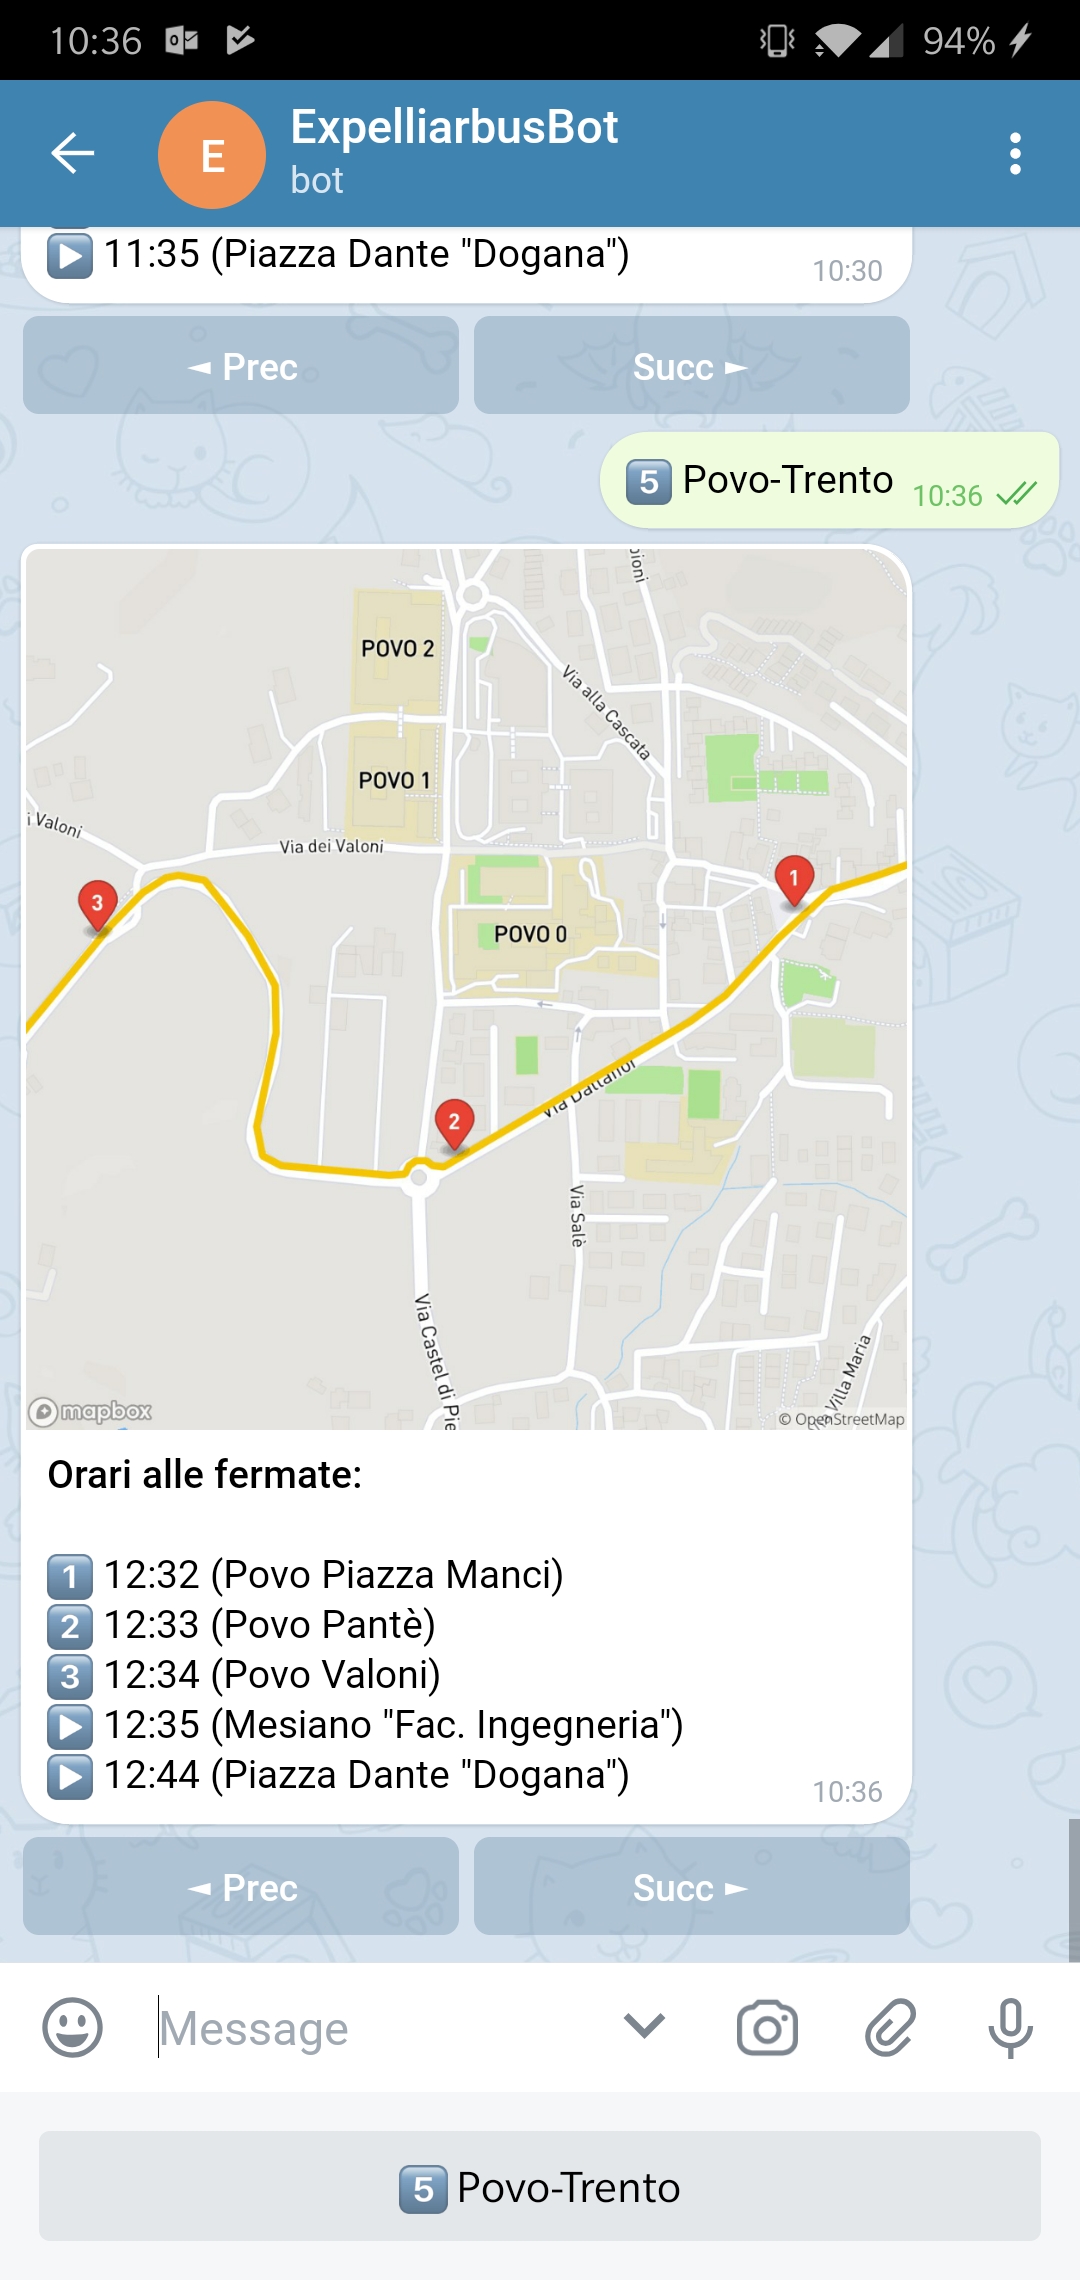 10:36
94%
E
ExpelliarbusBot
bot
▶ 11:35 (Piazza Dante "Dogana")
10:30
◄ Prec
Succ ►
5 Povo-Trento
10:36
POVO 2
Via alla Cascata
POVO 1
i Valoni
Via dei Valoni
3
1
POVO 0
Via Dallafior
2
Via Salè
Via Castel di Pie
Villa Maria
mapbox
© OpenStreetMap
Orari alle fermate:
1 12:32 (Povo Piazza Manci)
2 12:33 (Povo Pantè)
3 12:34 (Povo Valoni)
▶ 12:35 (Mesiano "Fac. Ingegneria")
▶ 12:44 (Piazza Dante "Dogana")
10:36
◄ Prec
Succ ►
Message
5 Povo-Trento